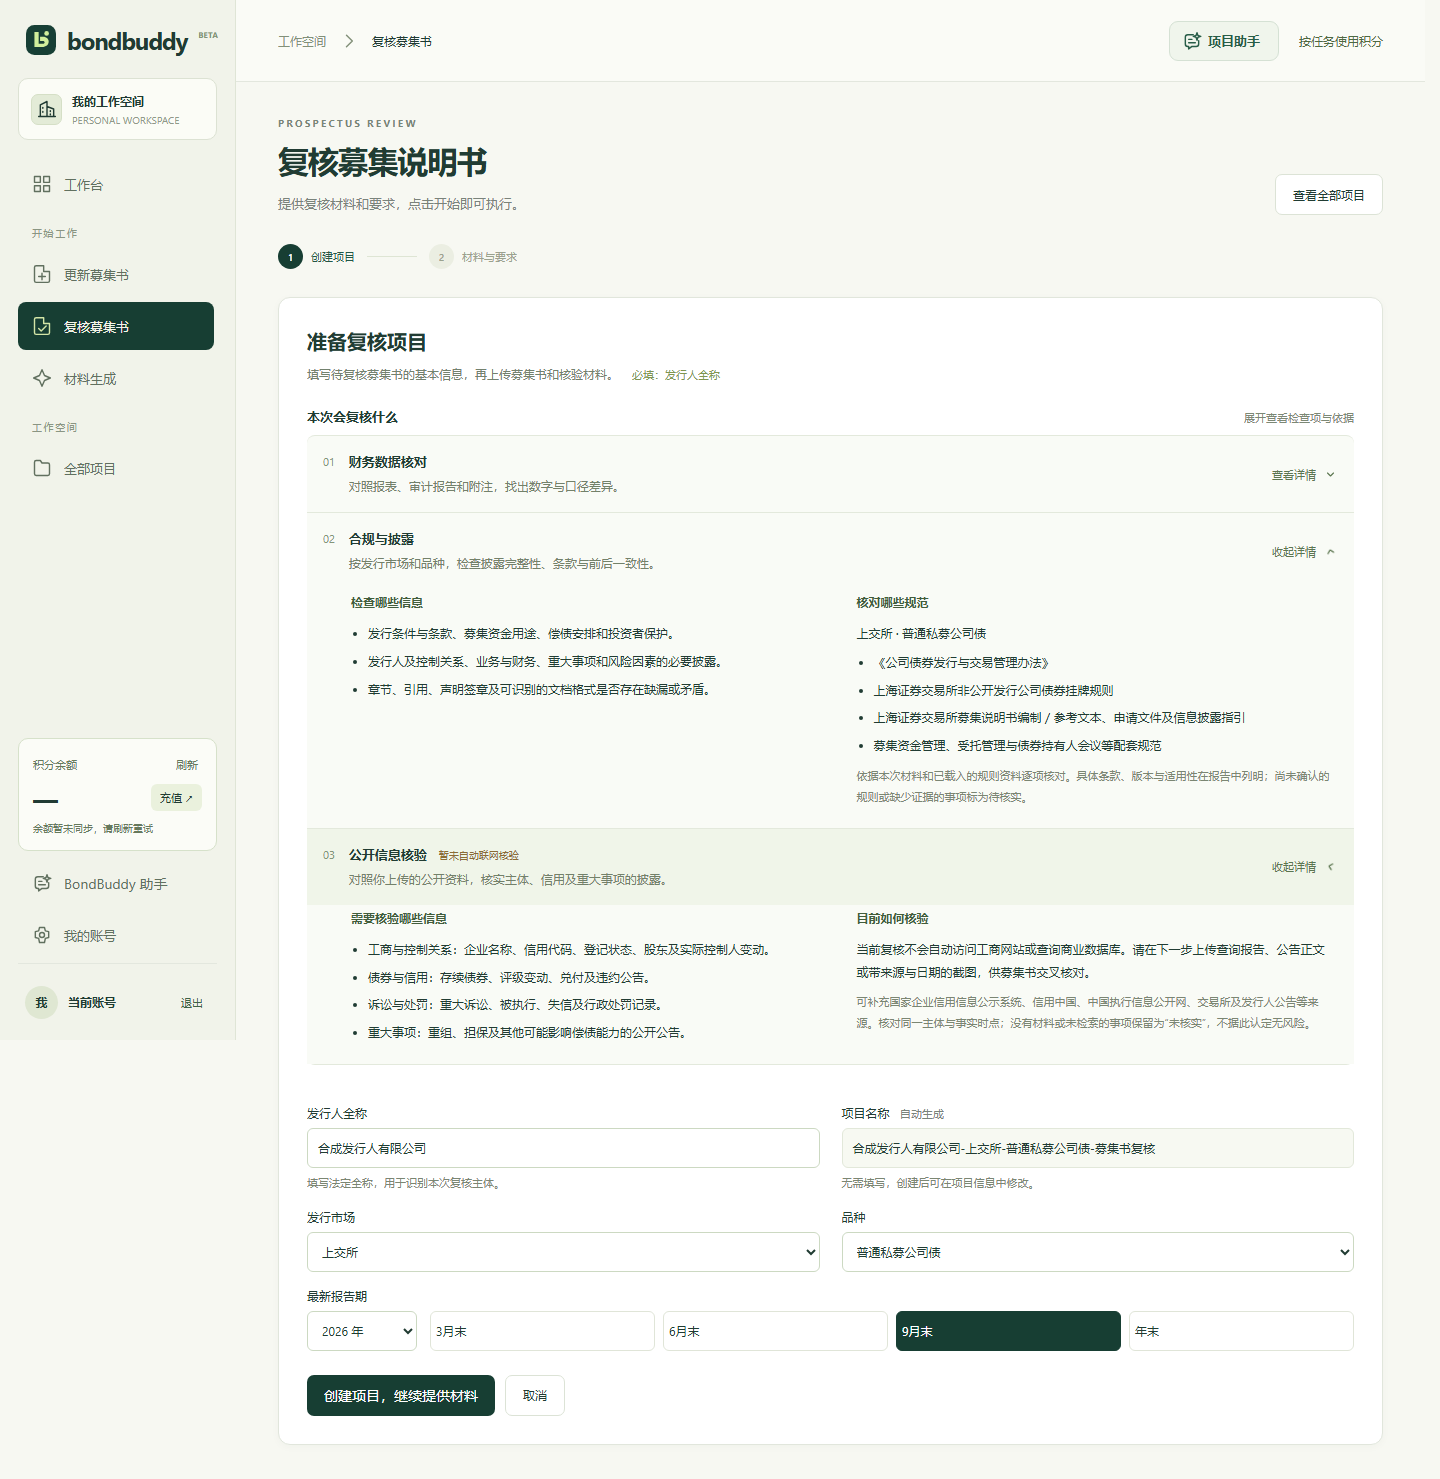 bondbuddy BETA
我的工作空间
PERSONAL WORKSPACE
工作台
开始工作
更新募集书
复核募集书
材料生成
工作空间
全部项目
积分余额 刷新
—
充值 ↗
余额暂未同步，请刷新重试
BondBuddy 助手
我的账号
我 当前账号 退出
工作空间 > 复核募集书
项目助手 按任务使用积分
PROSPECTUS REVIEW
复核募集说明书
提供复核材料和要求，点击开始即可执行。
查看全部项目
1 创建项目 2 材料与要求
准备复核项目
填写待复核募集书的基本信息，再上传募集书和核验材料。 必填：发行人全称
本次会复核什么 展开查看检查项与依据
01 财务数据核对
对照报表、审计报告和附注，找出数字与口径差异。
查看详情
02 合规与披露
按发行市场和品种，检查披露完整性、条款与前后一致性。
收起详情
检查哪些信息
• 发行条件与条款、募集资金用途、偿债安排和投资者保护。
• 发行人及控制关系、业务与财务、重大事项和风险因素的必要披露。
• 章节、引用、声明签章及可识别的文档格式是否存在缺漏或矛盾。
核对哪些规范
上交所 · 普通私募公司债
• 《公司债券发行与交易管理办法》
• 上海证券交易所非公开发行公司债券挂牌规则
• 上海证券交易所募集说明书编制 / 参考文本、申请文件及信息披露指引
• 募集资金管理、受托管理与债券持有人会议等配套规范
依据本次材料和已载入的规则资料逐项核对。具体条款、版本与适用性在报告中列明；尚未确认的
规则或缺少证据的事项标为待核实。
03 公开信息核验 暂未自动联网核验
对照你上传的公开资料，核实主体、信用及重大事项的披露。
收起详情
需要核验哪些信息
• 工商与控制关系：企业名称、信用代码、登记状态、股东及实际控制人变动。
• 债券与信用：存续债券、评级变动、兑付及违约公告。
• 诉讼与处罚：重大诉讼、被执行、失信及行政处罚记录。
• 重大事项：重组、担保及其他可能影响偿债能力的公开公告。
目前如何核验
当前复核不会自动访问工商网站或查询商业数据库。请在下一步上传查询报告、公告正文
或带来源与日期的截图，供募集书交叉核对。
可补充国家企业信用信息公示系统、信用中国、中国执行信息公开网、交易所及发行人公告等来
源。核对同一主体与事实时点；没有材料或未检索的事项保留为“未核实”，不据此认定无风险。
发行人全称
合成发行人有限公司
填写法定全称，用于识别本次复核主体。
项目名称 自动生成
合成发行人有限公司-上交所-普通私募公司债-募集书复核
无需填写，创建后可在项目信息中修改。
发行市场
上交所
品种
普通私募公司债
最新报告期
2026 年 3月末 6月末 9月末 年末
创建项目，继续提供材料 取消